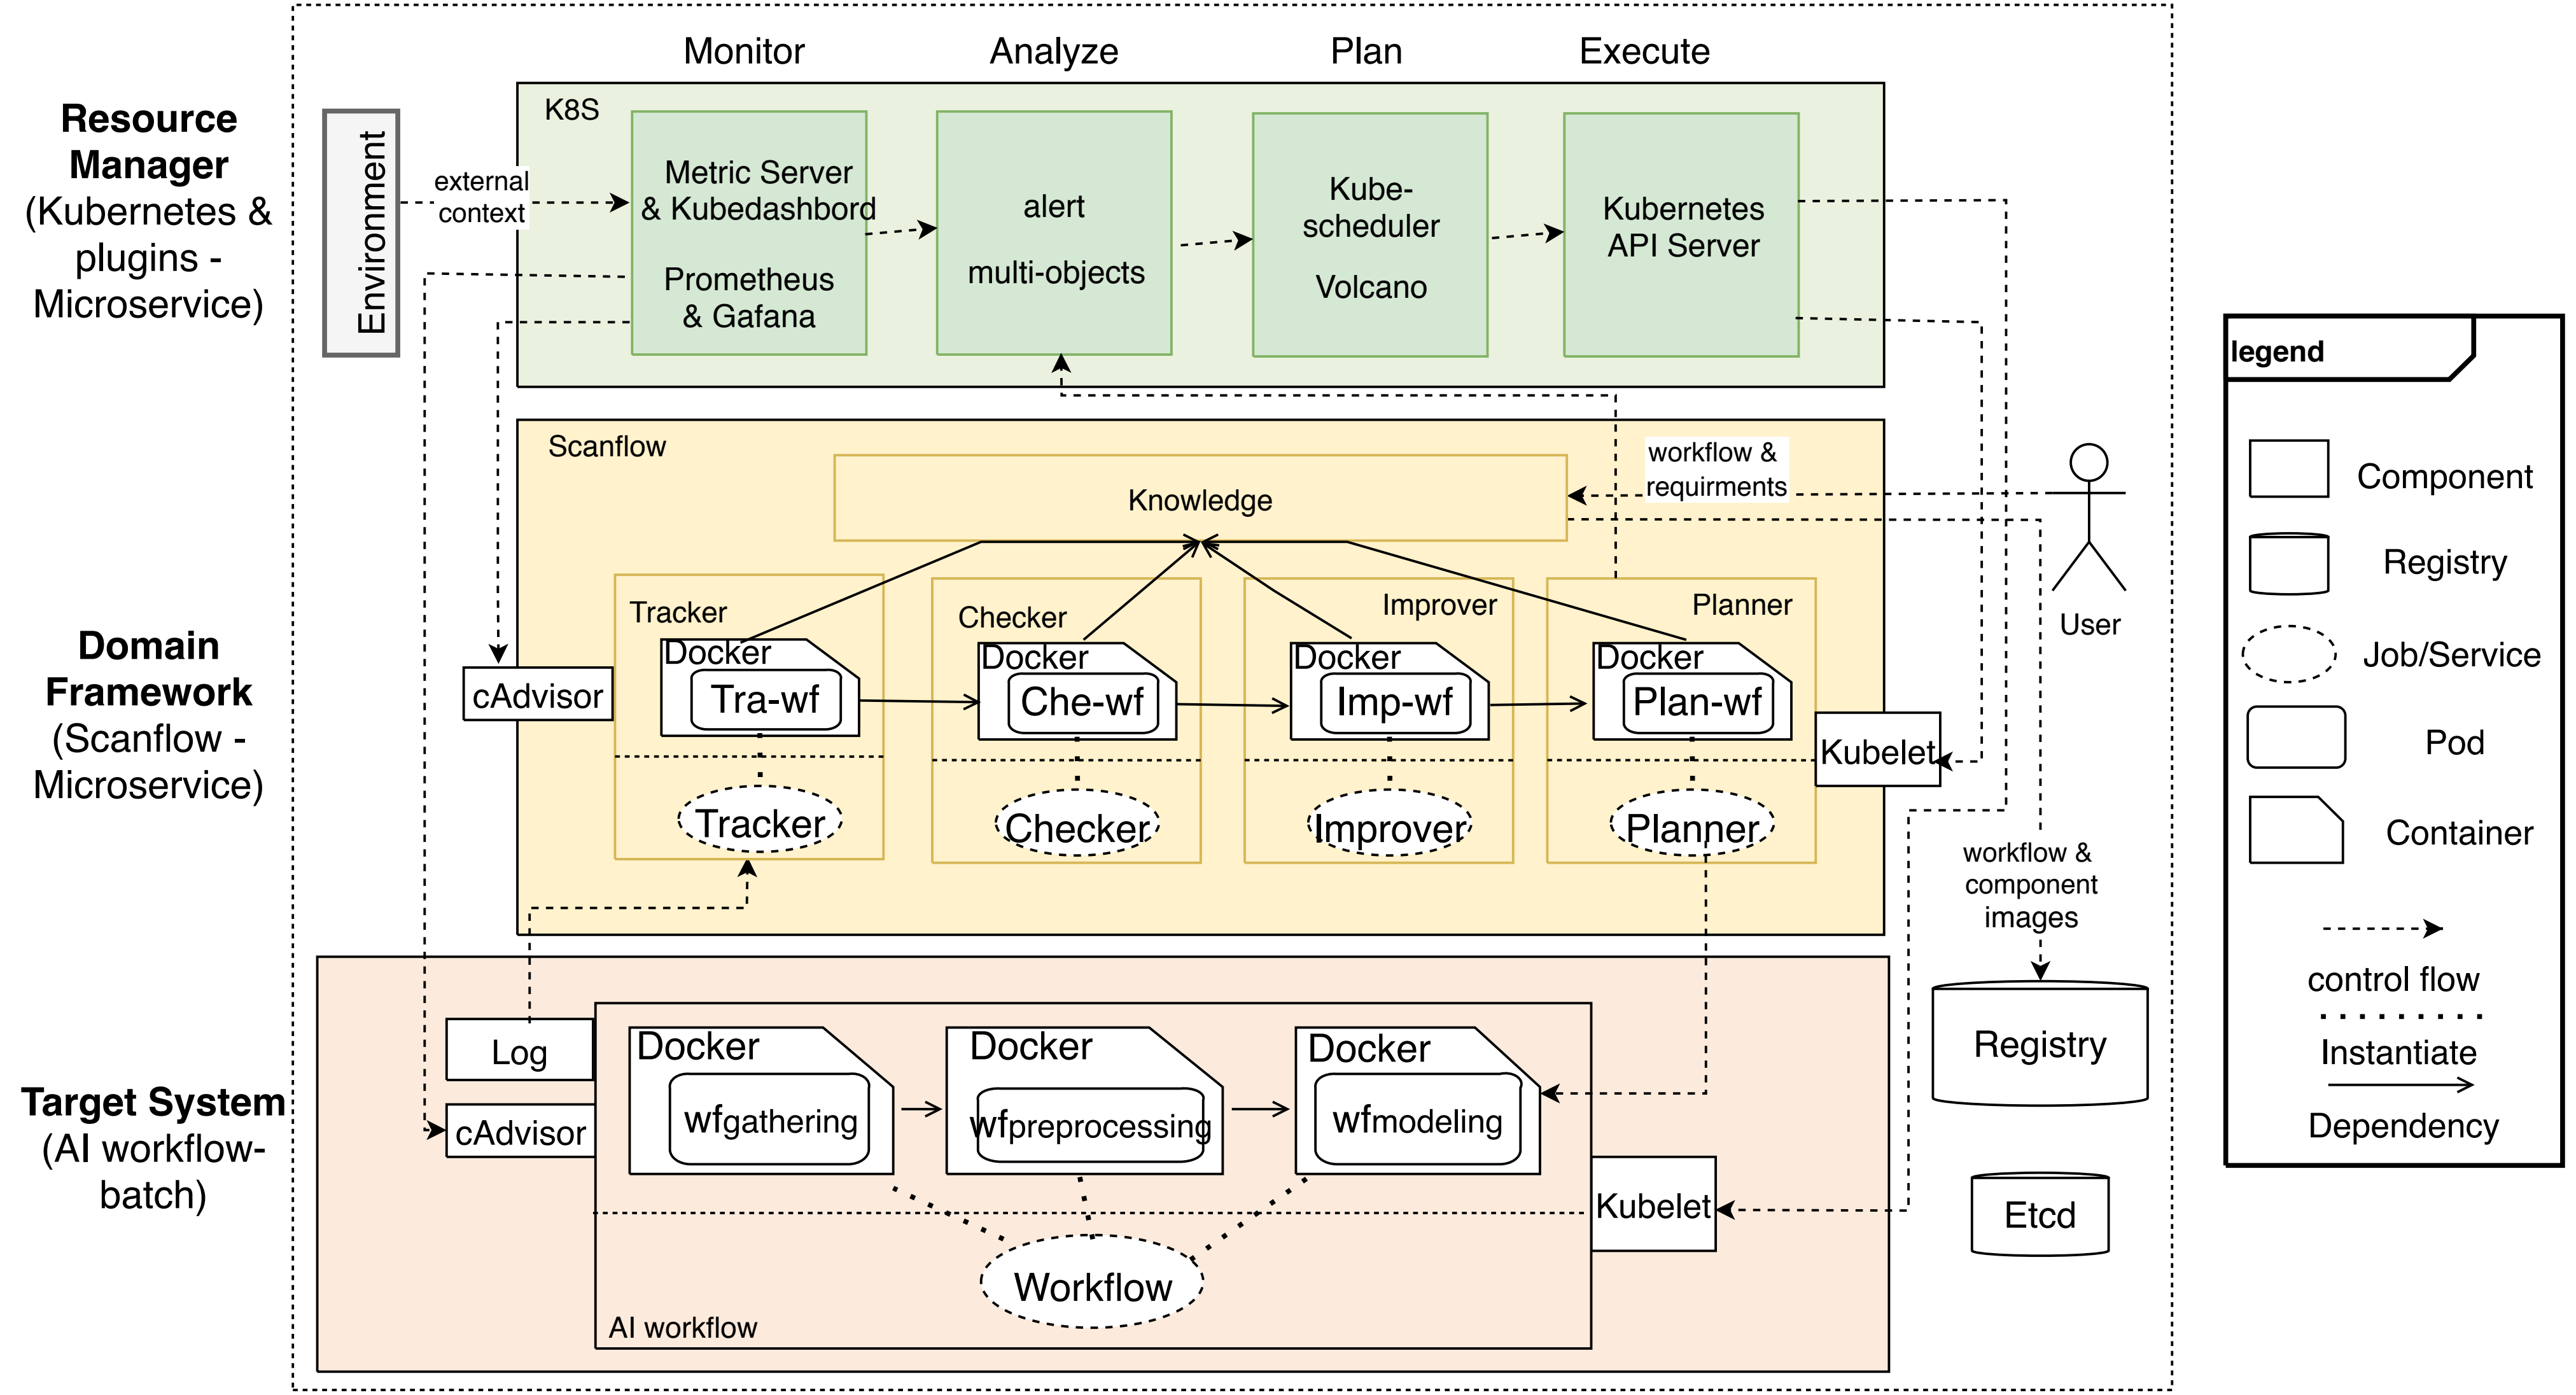 Monitor
Analyze
Plan
Execute
Resource
Manager
(Kubernetes &
plugins -
Microservice)
Environment
external
context
K8S
Metric Server
& Kubedashbord
Prometheus
& Gafana
alert
multi-objects
Kube-
scheduler
Volcano
Kubernetes
API Server
Domain
Framework
(Scanflow -
Microservice)
Scanflow
Knowledge
workflow &
requirments
User
Tracker
Docker
Tra-wf
Tracker
Checker
Docker
Che-wf
Checker
Improver
Docker
Imp-wf
Improver
Planner
Docker
Plan-wf
Planner
cAdvisor
Kubelet
workflow &
component
images
Registry
Etcd
Target System
(AI workflow-
batch)
Log
cAdvisor
Docker
wfgathering
Docker
wfpreprocessing
Docker
wfmodeling
Kubelet
Workflow
AI workflow
legend
Component
Registry
Job/Service
Pod
Container
control flow
Instantiate
Dependency